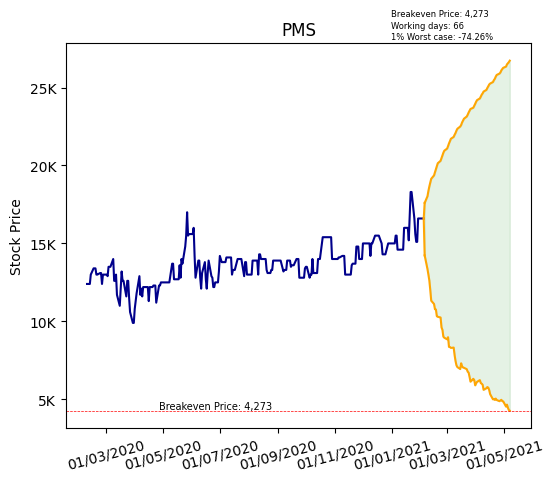 Breakeven Price: 4,273
Working days: 66
1% Worst case: -74.26%
PMS
Stock Price
25K
20K
15K
10K
5K
Breakeven Price: 4,273
01/03/2020
01/05/2020
01/07/2020
01/09/2020
01/11/2020
01/01/2021
01/03/2021
01/05/2021